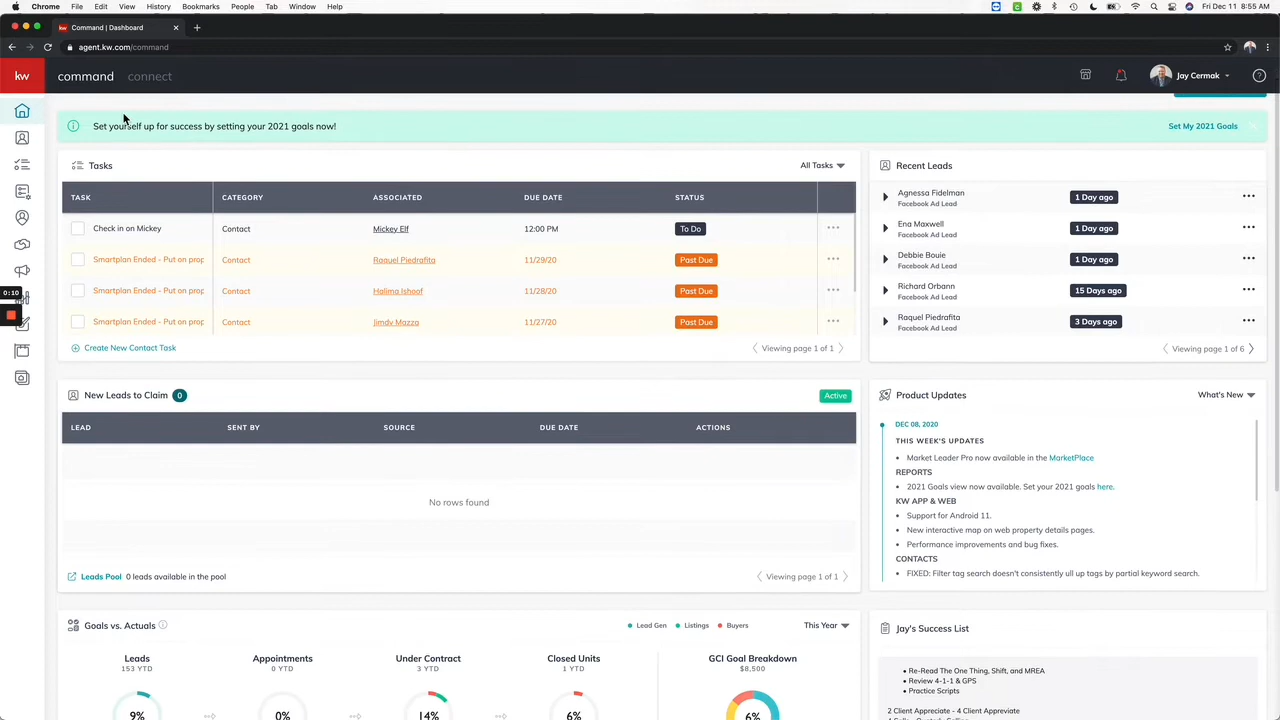 Chrome File Edit View History Bookmarks People Tab Window Help Fri Dec 11 8:55 AM
Command | Dashboard
agent.kw.com/command
kw command connect Jay Cermak
Set yourself up for success by setting your 2021 goals now! Set My 2021 Goals
Tasks All Tasks
TASK CATEGORY ASSOCIATED DUE DATE STATUS
Check in on Mickey Contact Mickey Elf 12:00 PM To Do
Smartplan Ended - Put on prop Contact Raquel Piedrafita 11/29/20 Past Due
Smartplan Ended - Put on prop Contact Halima Ishoof 11/28/20 Past Due
Smartplan Ended - Put on prop Contact Jimdy Mazza 11/27/20 Past Due
Create New Contact Task Viewing page 1 of 1
0:10
Recent Leads
Agnessa Fidelman
Facebook Ad Lead 1 Day ago
Ena Maxwell
Facebook Ad Lead 1 Day ago
Debbie Bouie
Facebook Ad Lead 1 Day ago
Richard Orbann
Facebook Ad Lead 15 Days ago
Raquel Piedrafita
Facebook Ad Lead 3 Days ago
Viewing page 1 of 6
New Leads to Claim 0 Active
LEAD SENT BY SOURCE DUE DATE ACTIONS
No rows found
Leads Pool 0 leads available in the pool Viewing page 1 of 1
Product Updates What's New
DEC 08, 2020
THIS WEEK'S UPDATES
• Market Leader Pro now available in the MarketPlace
REPORTS
• 2021 Goals view now available. Set your 2021 goals here.
KW APP & WEB
• Support for Android 11.
• New interactive map on web property details pages.
• Performance improvements and bug fixes.
CONTACTS
• FIXED: Filter tag search doesn't consistently ull up tags by partial keyword search.
Goals vs. Actuals Lead Gen Listings Buyers This Year
Leads Appointments Under Contract Closed Units GCI Goal Breakdown
153 YTD 0 YTD 3 YTD 1 YTD $8,500
9% 0% 14% 6% 6%
Jay's Success List
• Re-Read The One Thing, Shift, and MREA
• Review 4-1-1 & GPS
• Practice Scripts
2 Client Appreciate - 4 Client Appreviate